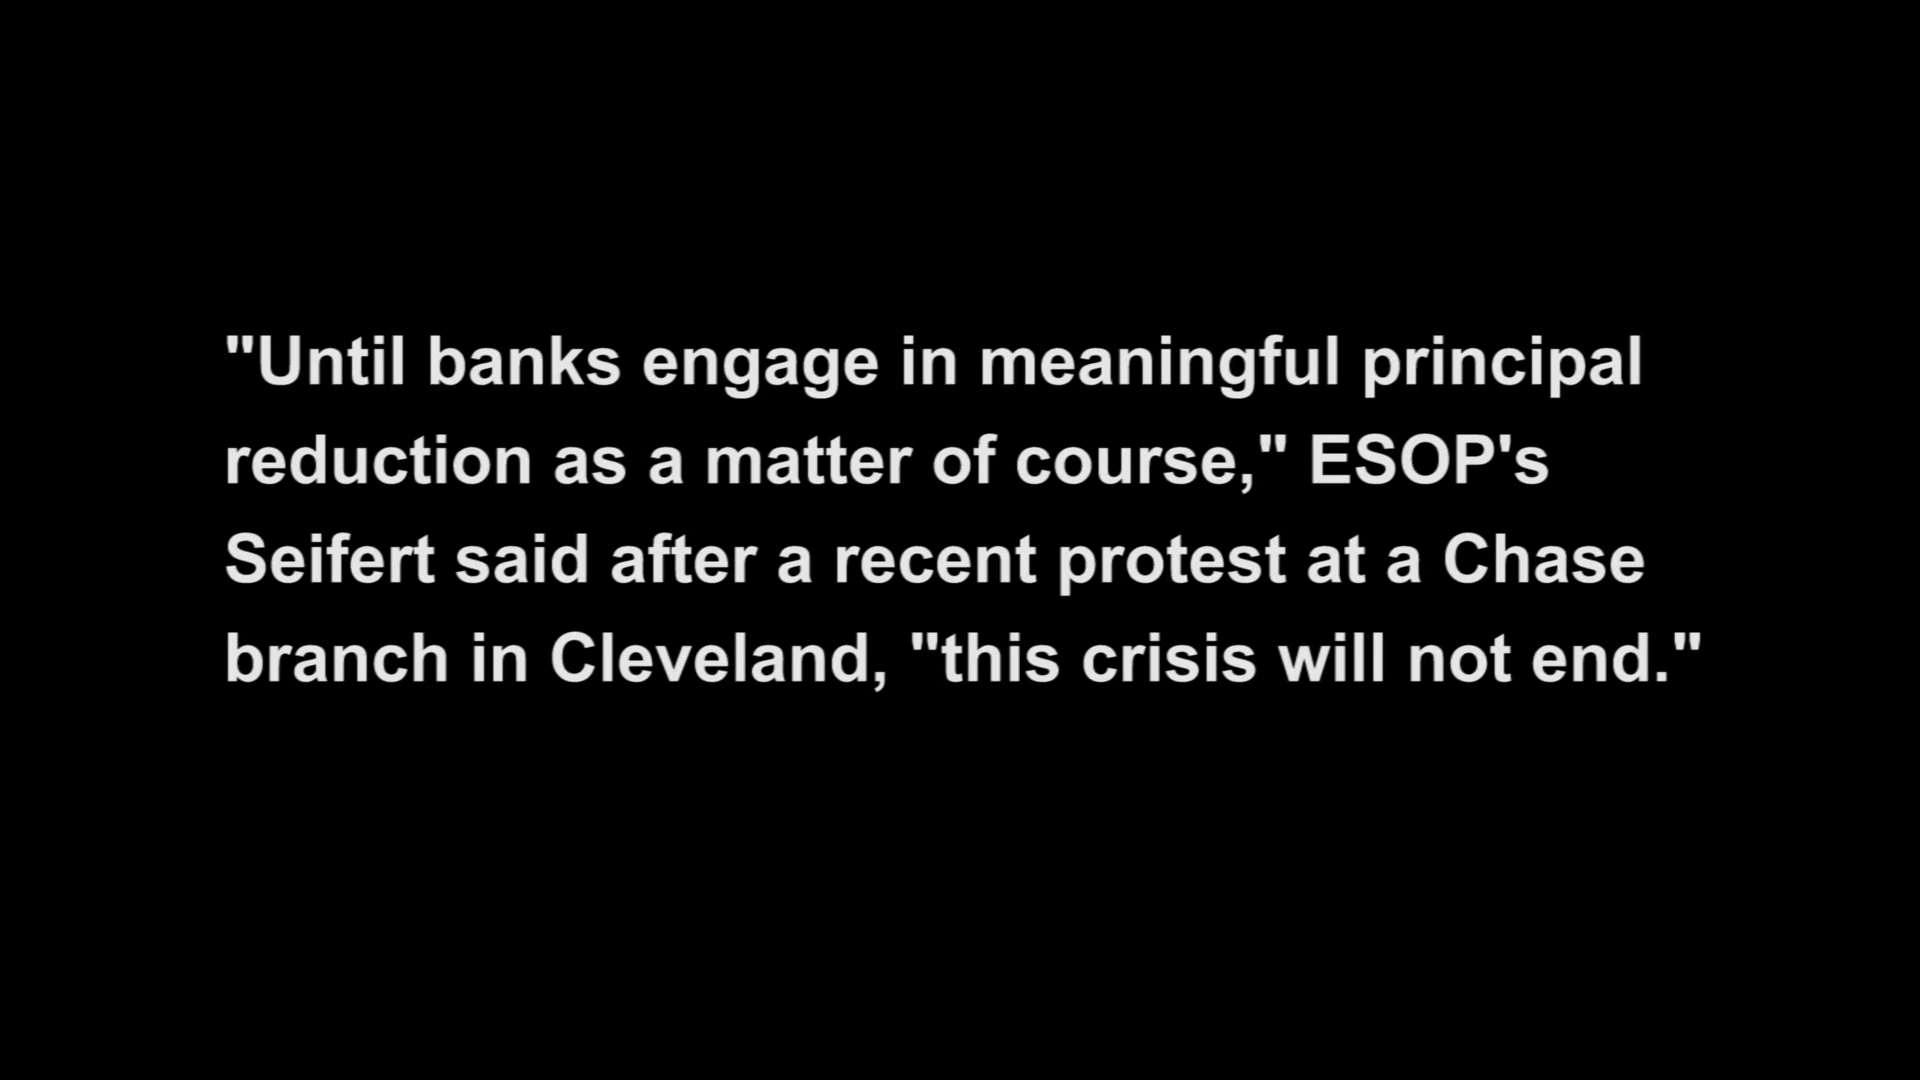 "Until banks engage in meaningful principal
reduction as a matter of course," ESOP's
Seifert said after a recent protest at a Chase
branch in Cleveland, "this crisis will not end."